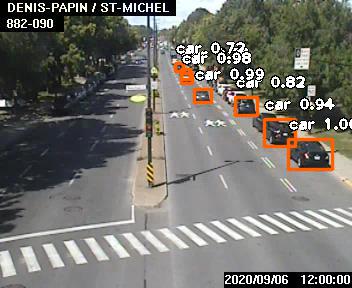 DENIS-PAPIN / ST-MICHEL
882-090
car 0.72
car 0.98
car 0.99
car 0.82
car 0.94
car 1.00
2020/09/06 12:00:00